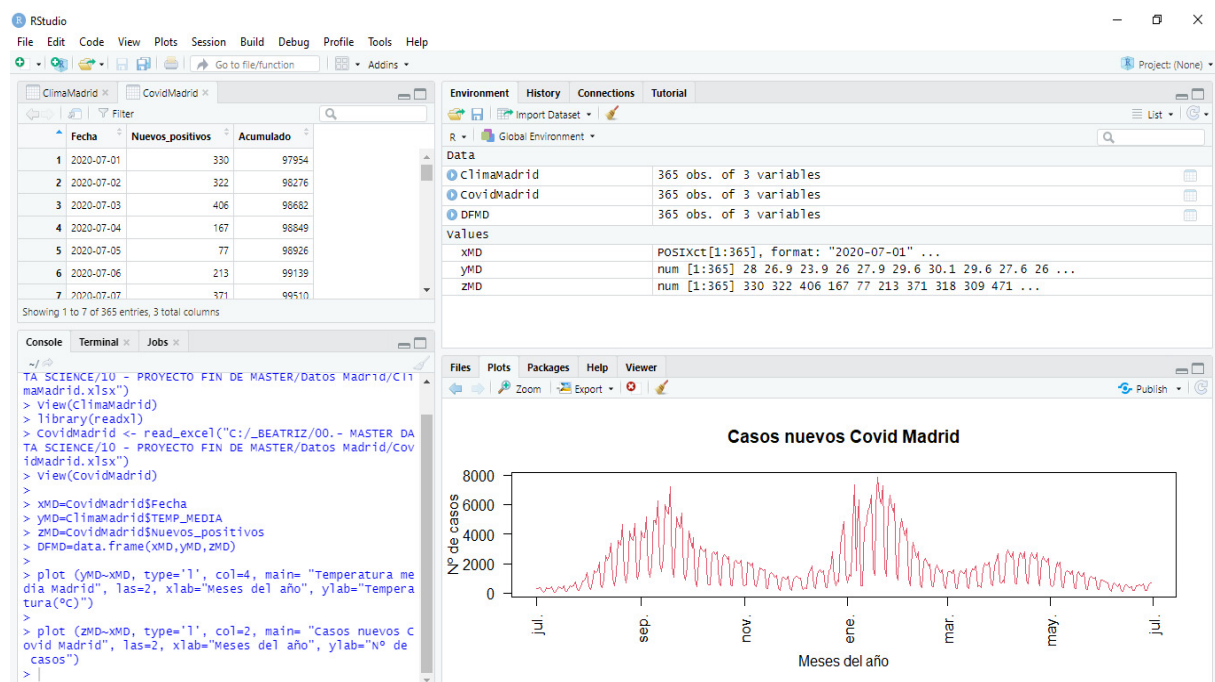 RStudio
File Edit Code View Plots Session Build Debug Profile Tools Help
Go to file/function
Addins
Project: (None)
ClimaMadrid
CovidMadrid
Filter
Fecha Nuevos_positivos Acumulado
1 2020-07-01 330 97954
2 2020-07-02 322 98276
3 2020-07-03 406 98682
4 2020-07-04 167 98849
5 2020-07-05 77 98926
6 2020-07-06 213 99139
7 2020-07-07 371 99510
Showing 1 to 7 of 365 entries, 3 total columns
Console Terminal Jobs
~/
TA SCIENCE/10 - PROYECTO FIN DE MASTER/Datos Madrid/Cli
maMadrid.xlsx")
> View(ClimaMadrid)
> library(readxl)
> CovidMadrid <- read_excel("C:/_BEATRIZ/00.- MASTER DA
TA SCIENCE/10 - PROYECTO FIN DE MASTER/Datos Madrid/Cov
idMadrid.xlsx")
> View(CovidMadrid)
>
> xMD=CovidMadrid$Fecha
> yMD=ClimaMadrid$TEMP_MEDIA
> zMD=CovidMadrid$Nuevos_positivos
> DFMD=data.frame(xMD,yMD,zMD)
>
> plot (yMD~xMD, type='l', col=4, main= "Temperatura me
dia Madrid", las=2, xlab="Meses del año", ylab="Tempera
tura(ºC)")
>
> plot (zMD~xMD, type='l', col=2, main= "Casos nuevos C
ovid Madrid", las=2, xlab="Meses del año", ylab="Nº de
casos")
>
Environment History Connections Tutorial
Import Dataset
List
R
Global Environment
Data
ClimaMadrid 365 obs. of 3 variables
CovidMadrid 365 obs. of 3 variables
DFMD 365 obs. of 3 variables
Values
xMD POSIXct[1:365], format: "2020-07-01" ...
yMD num [1:365] 28 26.9 23.9 26 27.9 29.6 30.1 29.6 27.6 26 ...
zMD num [1:365] 330 322 406 167 77 213 371 318 309 471 ...
Files Plots Packages Help Viewer
Zoom
Export
Publish
Casos nuevos Covid Madrid
Nº de casos
8000
6000
4000
2000
0
jul. sep. nov. ene. mar. may. jul.
Meses del año